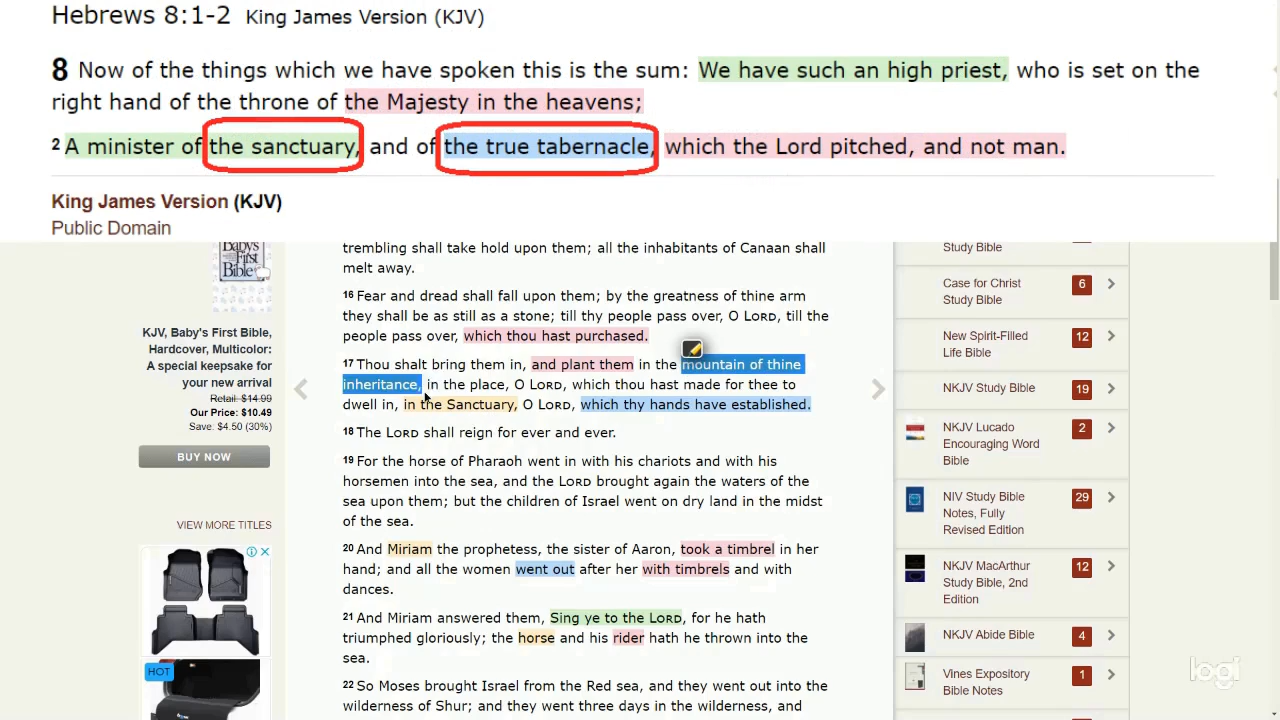 Hebrews 8:1-2 King James Version (KJV)
8 Now of the things which we have spoken this is the sum: We have such an high priest, who is set on the
right hand of the throne of the Majesty in the heavens;
2 A minister of the sanctuary, and of the true tabernacle, which the Lord pitched, and not man.
King James Version (KJV)
Public Domain
Baby's
First
Bible
KJV, Baby's First Bible,
Hardcover, Multicolor:
A special keepsake for
your new arrival
Retail: $14.99
Our Price: $10.49
Save: $4.50 (30%)
BUY NOW
VIEW MORE TITLES
HOT
trembling shall take hold upon them; all the inhabitants of Canaan shall
melt away.
16 Fear and dread shall fall upon them; by the greatness of thine arm
they shall be as still as a stone; till thy people pass over, O LORD, till the
people pass over, which thou hast purchased.
17 Thou shalt bring them in, and plant them in the mountain of thine
inheritance, in the place, O LORD, which thou hast made for thee to
dwell in, in the Sanctuary, O LORD, which thy hands have established.
18 The LORD shall reign for ever and ever.
19 For the horse of Pharaoh went in with his chariots and with his
horsemen into the sea, and the LORD brought again the waters of the
sea upon them; but the children of Israel went on dry land in the midst
of the sea.
20 And Miriam the prophetess, the sister of Aaron, took a timbrel in her
hand; and all the women went out after her with timbrels and with
dances.
21 And Miriam answered them, Sing ye to the LORD, for he hath
triumphed gloriously; the horse and his rider hath he thrown into the
sea.
22 So Moses brought Israel from the Red sea, and they went out into the
wilderness of Shur; and they went three days in the wilderness, and
Study Bible
Case for Christ
Study Bible
6
New Spirit-Filled
Life Bible
12
NKJV Study Bible
19
NKJV Lucado
Encouraging Word
Bible
2
NIV Study Bible
Notes, Fully
Revised Edition
29
NKJV MacArthur
Study Bible, 2nd
Edition
12
NKJV Abide Bible
4
Vines Expository
Bible Notes
1
logi